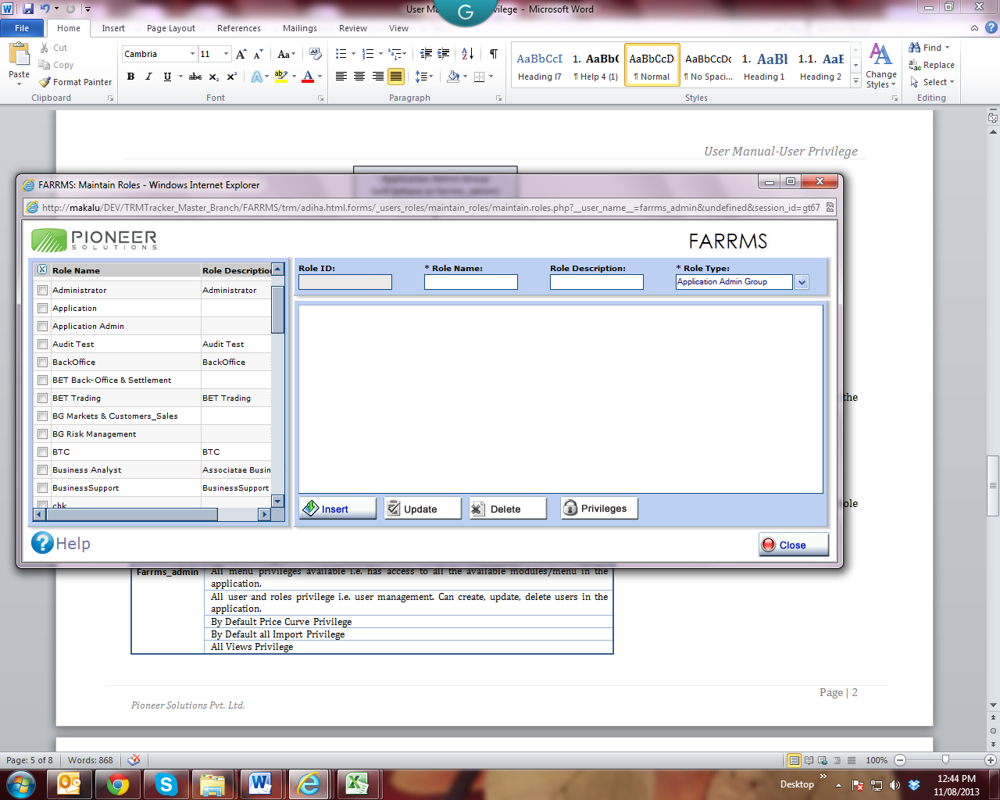 User Ma
vilege - Microsoft Word
G
File Home Insert Page Layout References Mailings Review View
Paste
Cut
Copy
Format Painter
Clipboard
Cambria 11
Font
Paragraph
AaBbCcI
Heading 17
1. AaBb(
¶ Help 4 (1)
AaBbCcD
¶ Normal
AaBbCcDc
¶ No Spaci...
1. AaBl
Heading 1
1.1. AaE
Heading 2
Change Styles
Styles
Find
Replace
Select
Editing
User Manual-User Privilege
Application Admin Group
FARRMS: Maintain Roles - Windows Internet Explorer
http://makalu/DEV/TRMTracker_Master_Branch/FARRMS/trm/adiha.html.forms/_users_roles/maintain_roles/maintain.roles.php?__user_name__=farrms_admin&undefined&session_id=gt67
PIONEER
SOLUTIONS
FARRMS
Role Name Role Description
Administrator Administrator
Application
Application Admin
Audit Test Audit Test
BackOffice BackOffice
BET Back-Office & Settlement
BET Trading BET Trading
BG Markets & Customers_Sales
BG Risk Management
BTC BTC
Business Analyst Associatae Busin
BusinessSupport BusinessSupport
chk
Role ID: * Role Name: Role Description: * Role Type:
Application Admin Group
Insert Update Delete Privileges
Help
Close
the
ole
Farrms_admin All menu privileges available i.e. has access to all the available modules/menu in the
application.
All user and roles privilege i.e. user management. Can create, update, delete users in the
application.
By Default Price Curve Privilege
By Default all Import Privilege
All Views Privilege
Page | 2
Pioneer Solutions Pvt. Ltd.
Page: 5 of 8 Words: 868 100%
Desktop
12:44 PM
11/08/2013